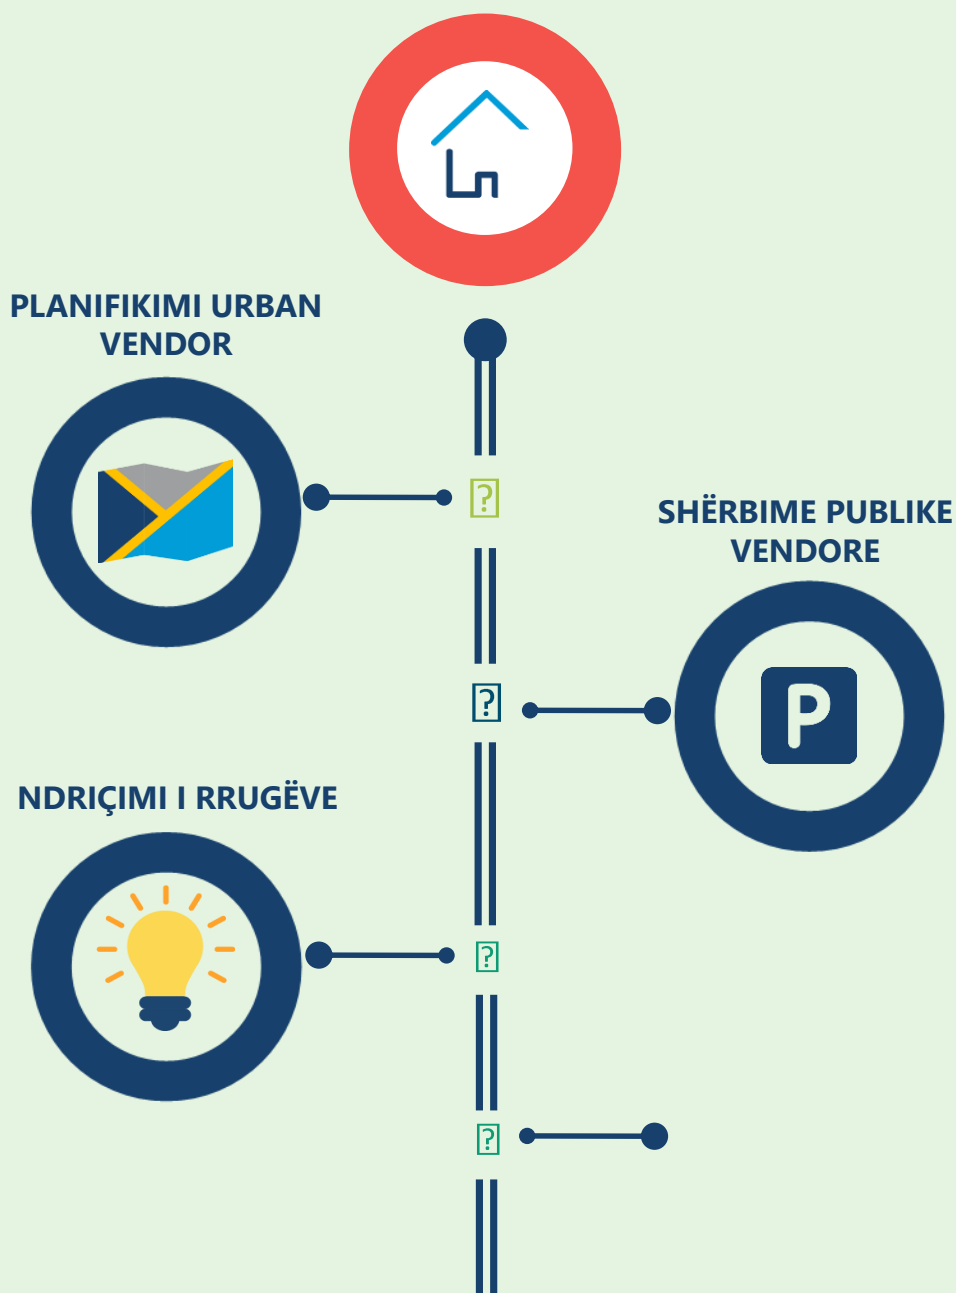 PLANIFIKIMI URBAN
VENDOR
SHËRBIME PUBLIKE
VENDORE
P
NDRIÇIMI I RRUGËVE